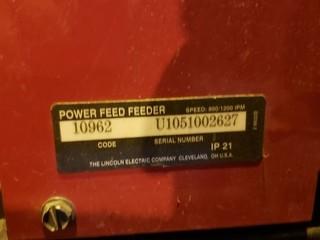 POWER FEED FEEDER SPEED: 800/1200 IPM
10962 U1051002627
CODE SERIAL NUMBER
IP 21
THE LINCOLN ELECTRIC COMPANY CLEVELAND, OH U.S.A.